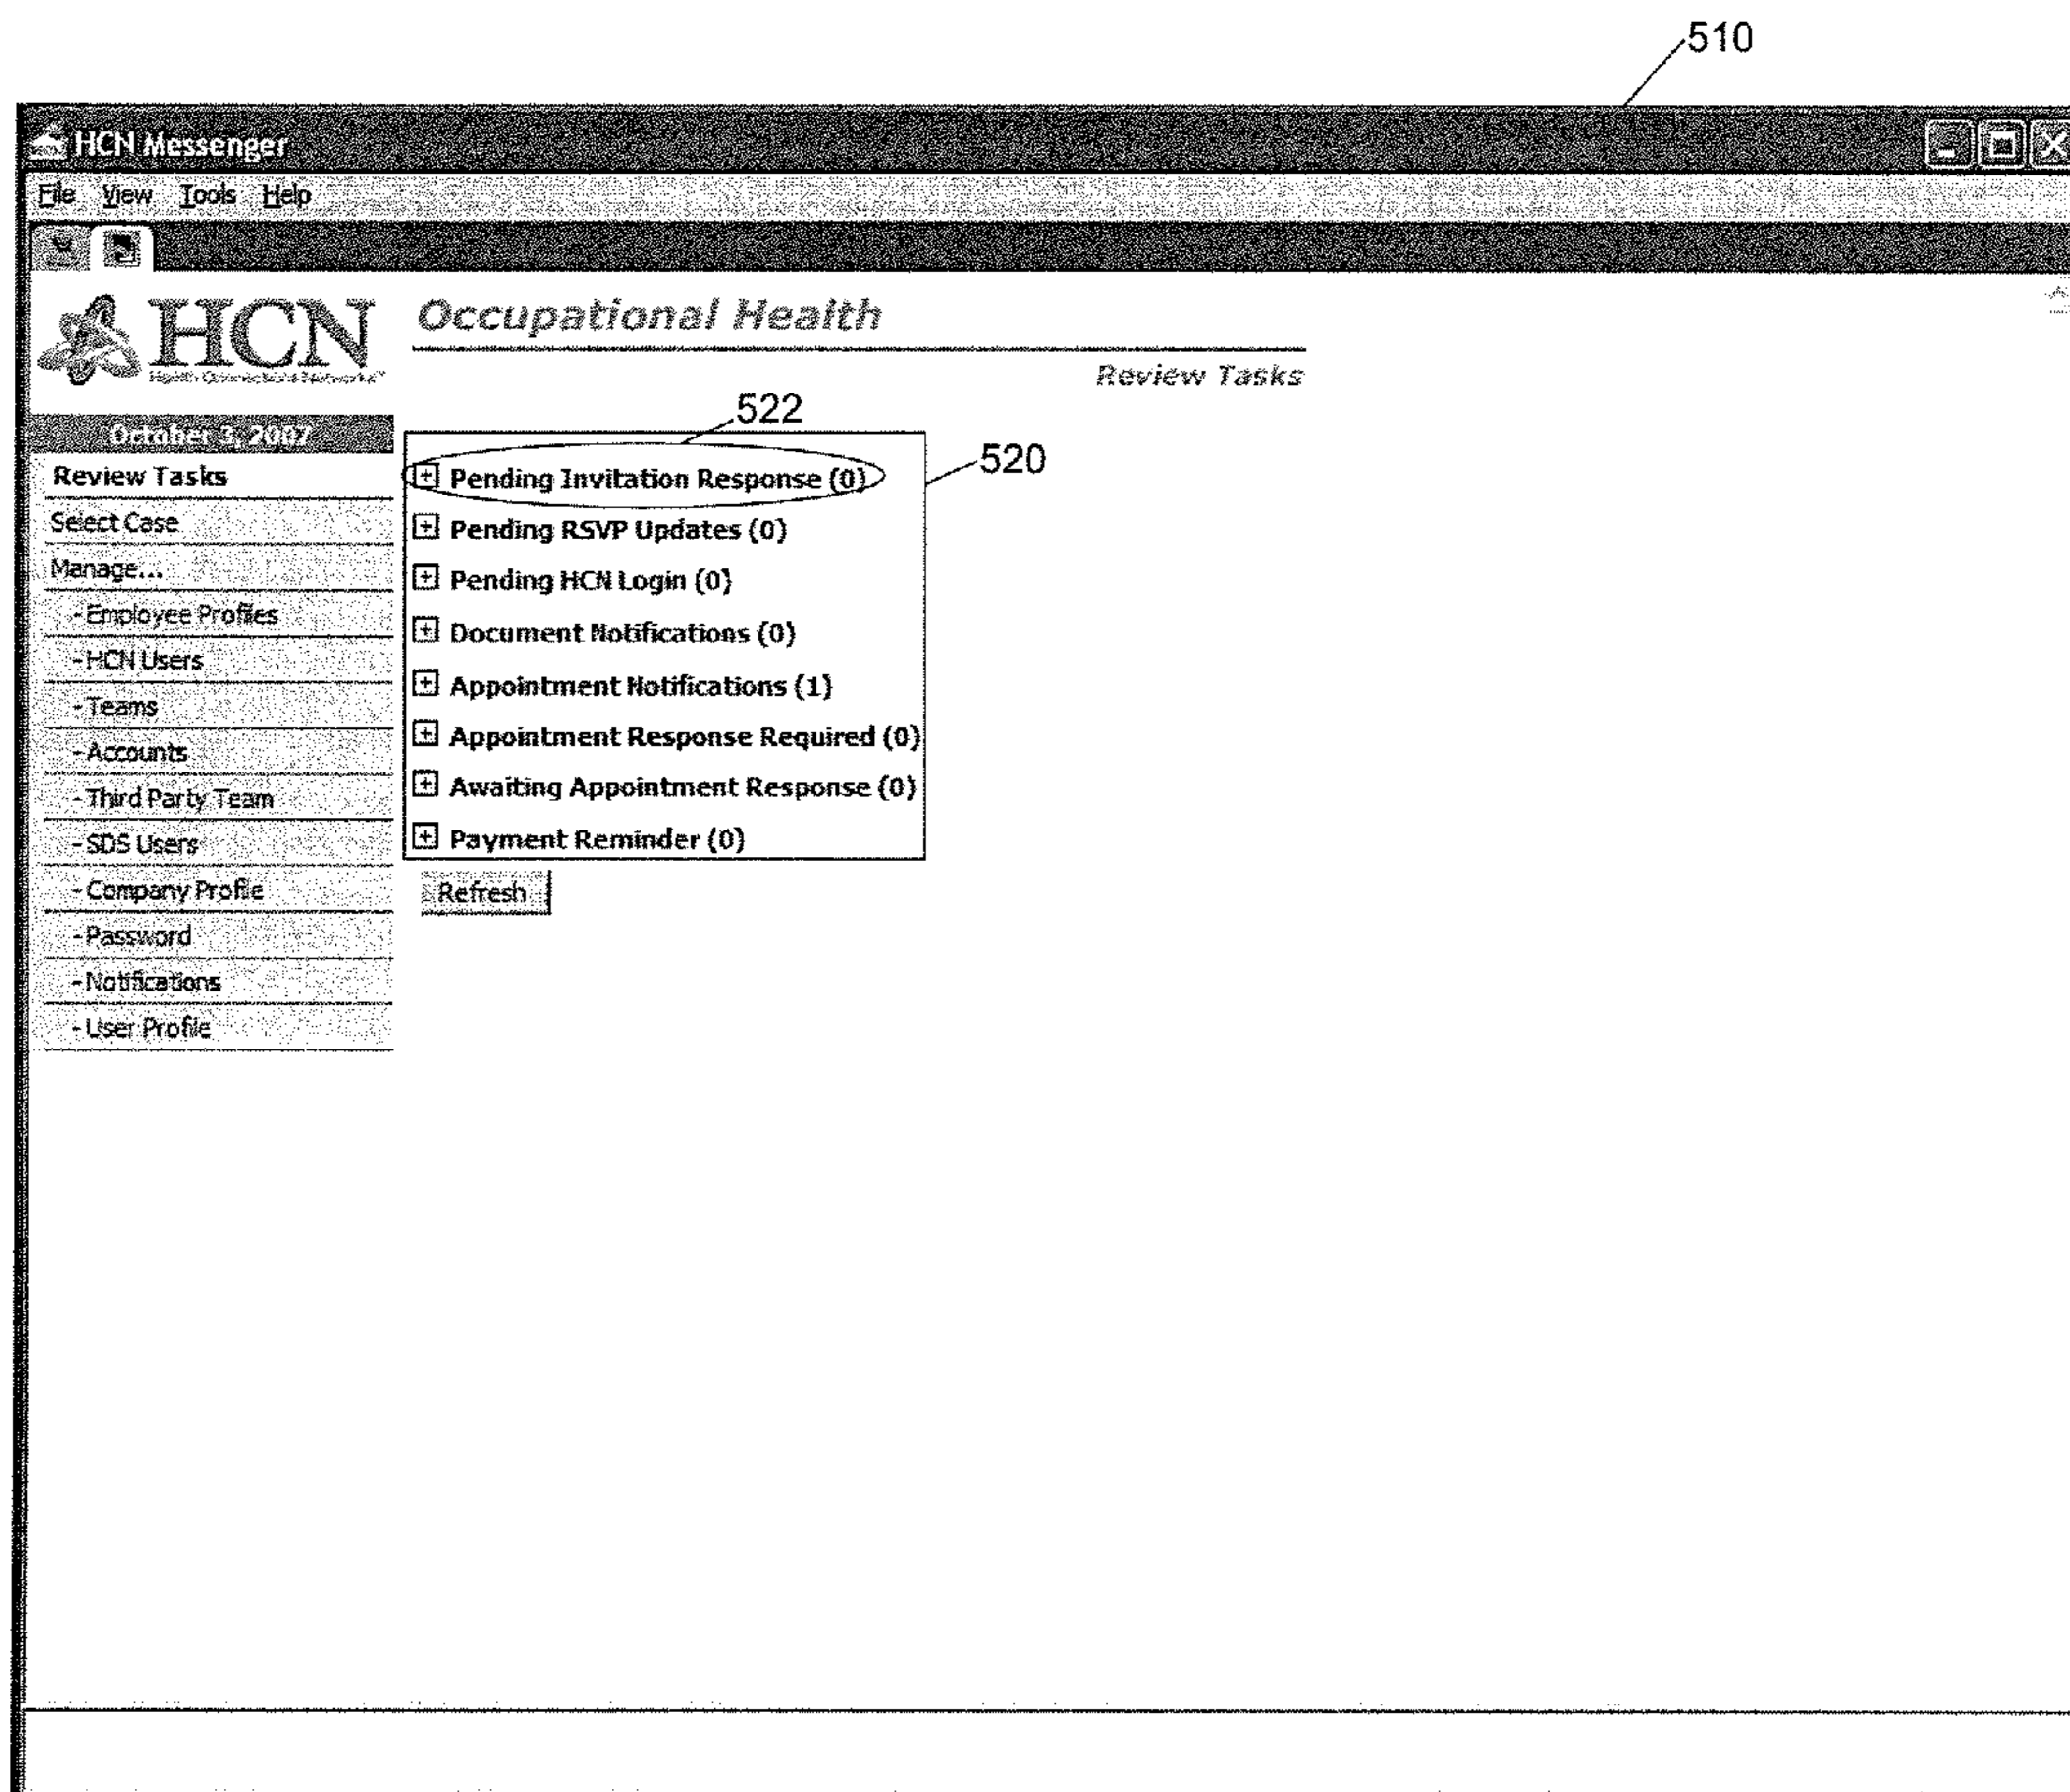 510
HCN Messenger
File View Tools Help
HCN
Health Connections Networks™
Occupational Health
Review Tasks
October 3, 2007
522
520
Review Tasks
Select Case
Manage...
- Employee Profiles
- HCN Users
- Teams
- Accounts
- Third Party Team
- SDS Users
- Company Profile
- Password
- Notifications
- User Profile
Pending Invitation Response (0)
Pending RSVP Updates (0)
Pending HCN Login (0)
Document Notifications (0)
Appointment Notifications (1)
Appointment Response Required (0)
Awaiting Appointment Response (0)
Payment Reminder (0)
Refresh